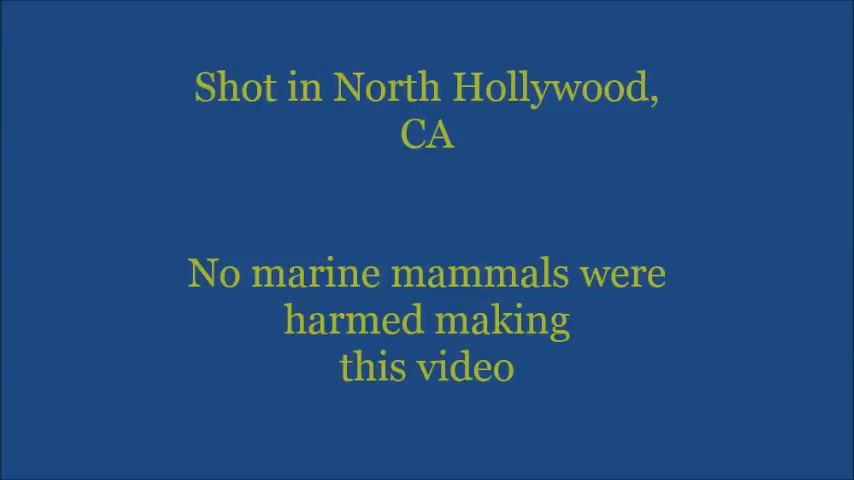 Shot in North Hollywood,
CA
No marine mammals were
harmed making
this video